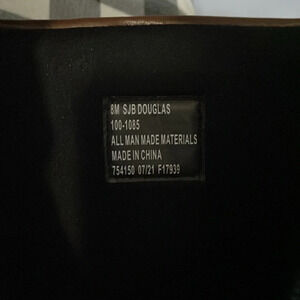 8M SJB DOUGLAS
100-1085
ALL MAN MADE MATERIALS
MADE IN CHINA
754150 07/21 F17939